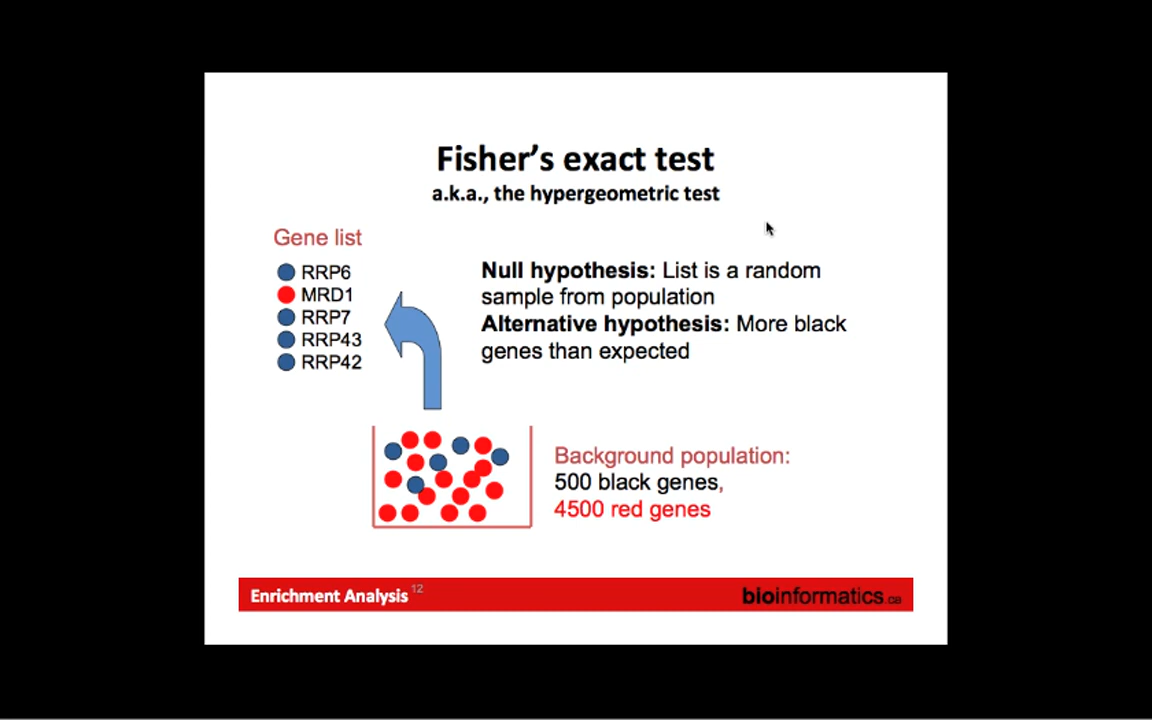 Fisher’s exact test
a.k.a., the hypergeometric test
Gene list
RRP6
MRD1
RRP7
RRP43
RRP42
Null hypothesis: List is a random
sample from population
Alternative hypothesis: More black
genes than expected
Background population:
500 black genes,
4500 red genes
Enrichment Analysis 12
bioinformatics.ca